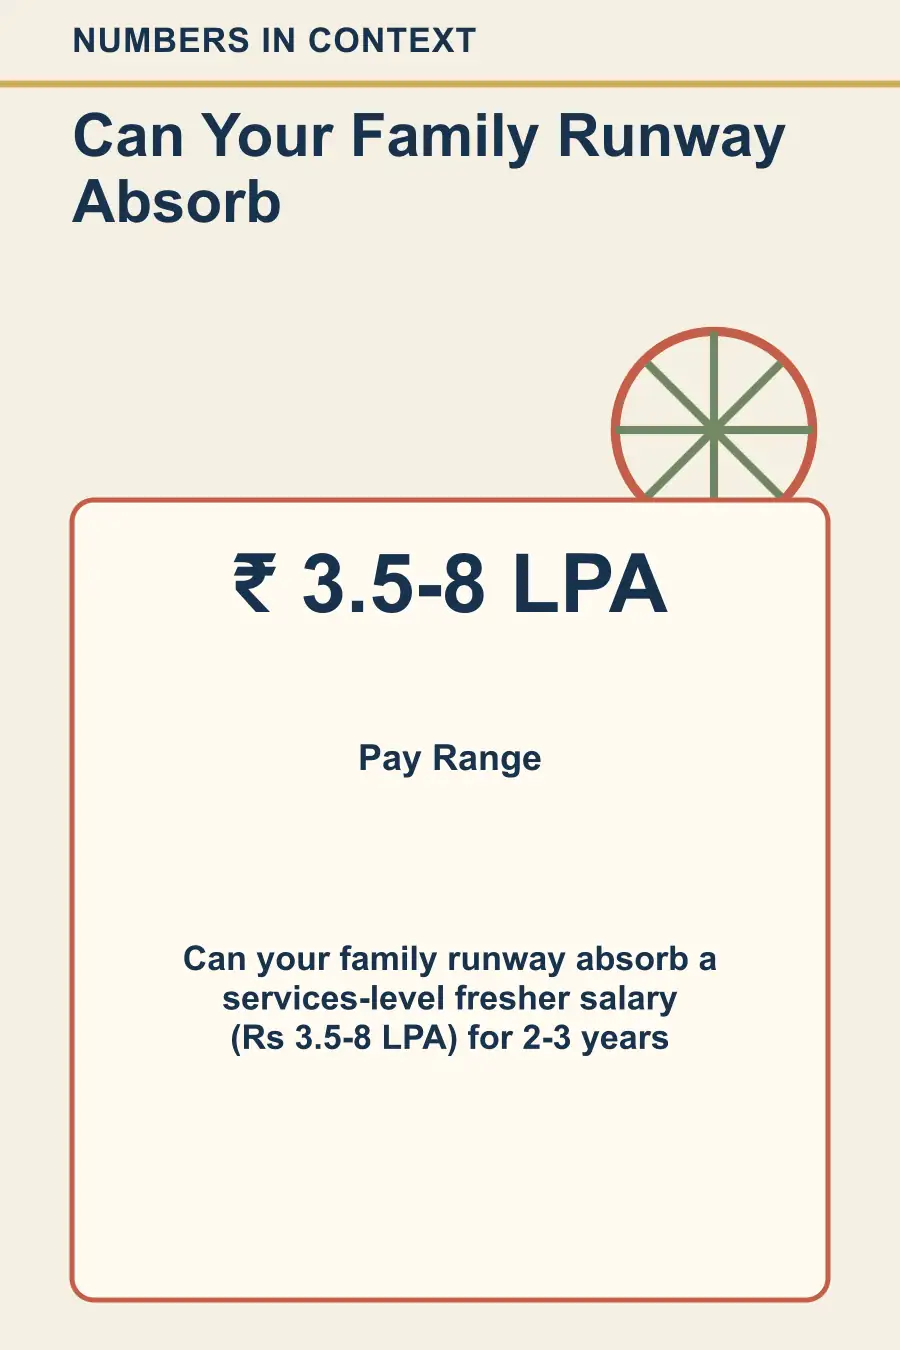 NUMBERS IN CONTEXT
Can Your Family Runway
Absorb
₹ 3.5-8 LPA
Pay Range
Can your family runway absorb a
services-level fresher salary
(Rs 3.5-8 LPA) for 2-3 years